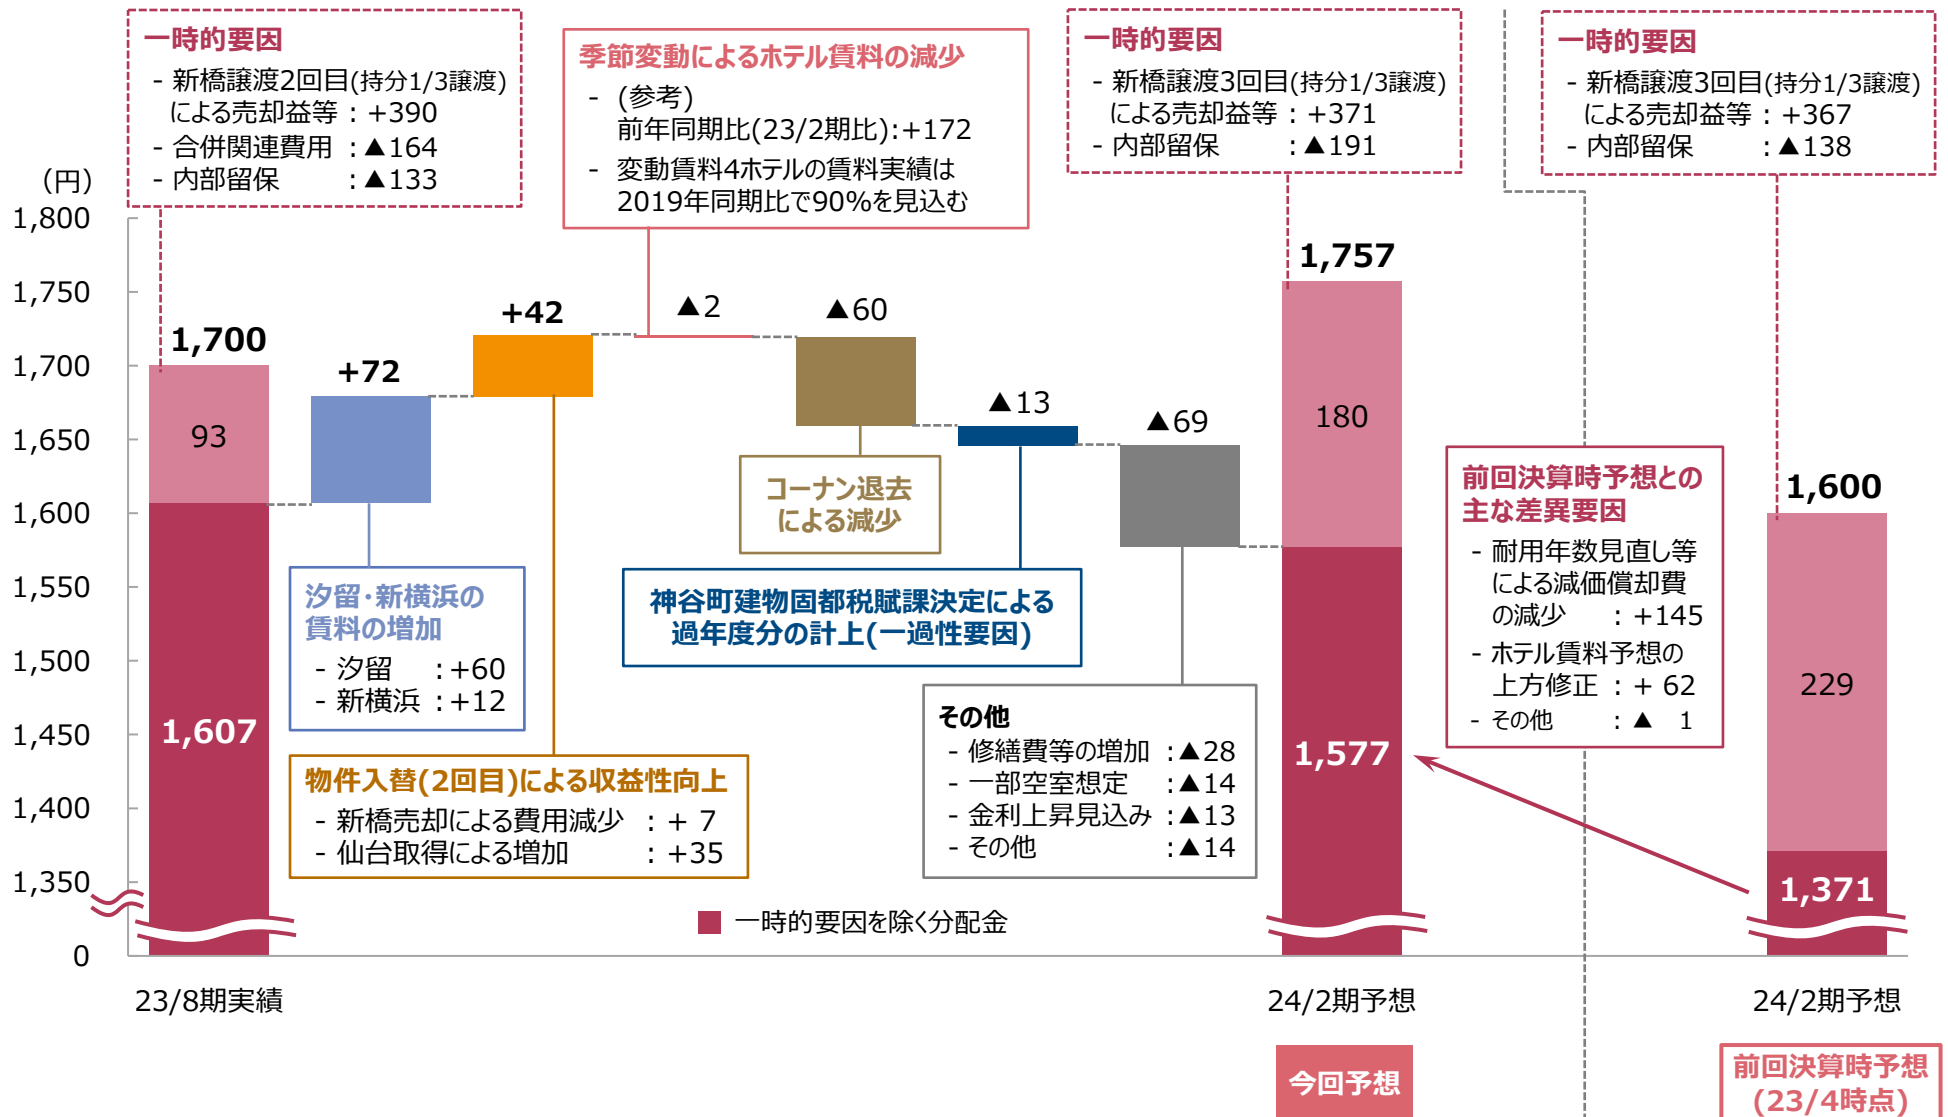 一時的要因
- 新橋譲渡2回目(持分1/3譲渡)
による売却益等：+390
- 合併関連費用 ：▲164
- 内部留保 ：▲133
季節変動によるホテル賃料の減少
- (参考)
前年同期比(23/2期比):+172
- 変動賃料4ホテルの賃料実績は
2019年同期比で90%を見込む
一時的要因
- 新橋譲渡3回目(持分1/3譲渡)
による売却益等：+371
- 内部留保 ：▲191
一時的要因
- 新橋譲渡3回目(持分1/3譲渡)
による売却益等：+367
- 内部留保 ：▲138
(円)
1,800
1,750
1,700
1,650
1,600
1,550
1,500
1,450
1,400
1,350
0
1,700
93
1,607
+72
+42
▲2
▲60
▲13
▲69
1,757
180
1,577
1,600
229
1,371
汐留･新横浜の
賃料の増加
- 汐留 ：+60
- 新横浜 ：+12
物件入替(2回目)による収益性向上
- 新橋売却による費用減少 ：+ 7
- 仙台取得による増加 ：+35
コーナン退去
による減少
神谷町建物固都税賦課決定による
過年度分の計上(一過性要因)
その他
- 修繕費等の増加 ：▲28
- 一部空室想定 ：▲14
- 金利上昇見込み ：▲13
- その他 ：▲14
前回決算時予想との
主な差異要因
- 耐用年数見直し等
による減価償却費
の減少 ：+145
- ホテル賃料予想の
上方修正 ：+ 62
- その他 ：▲ 1
一時的要因を除く分配金
23/8期実績
24/2期予想
24/2期予想
今回予想
前回決算時予想
(23/4時点)